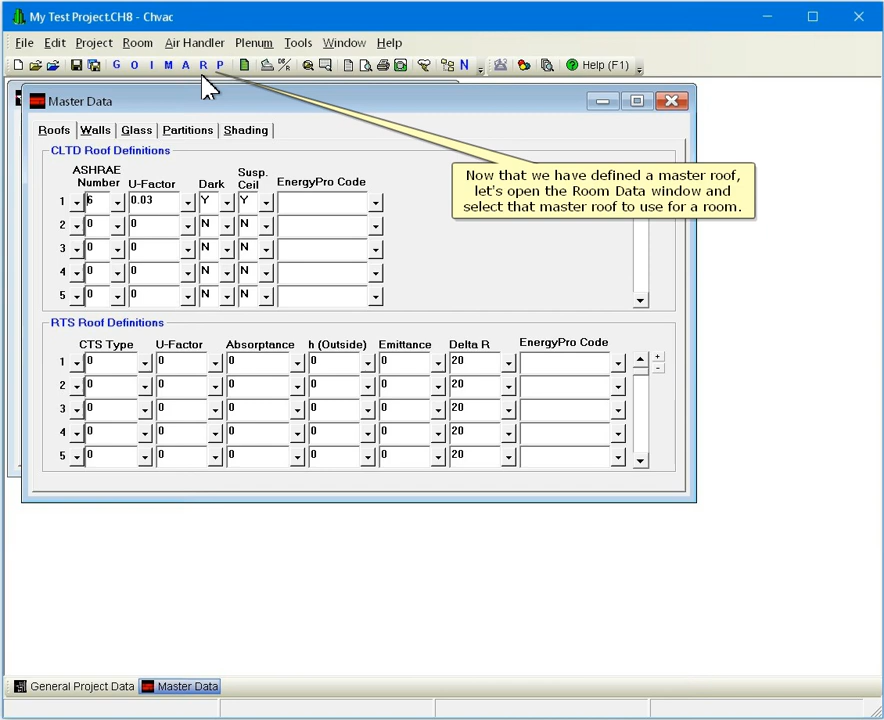 My Test Project.CH8 - Chvac
File Edit Project Room Air Handler Plenum Tools Window Help
G O I M A R P N Help (F1)
Master Data
Roofs Walls Glass Partitions Shading
Now that we have defined a master roof,
let's open the Room Data window and
select that master roof to use for a room.
CLTD Roof Definitions
ASHRAE Number U-Factor Dark Susp. Ceil EnergyPro Code
1 6 0.03 Y Y
2 0 0 N N
3 0 0 N N
4 0 0 N N
5 0 0 N N
RTS Roof Definitions
CTS Type U-Factor Absorptance h (Outside) Emittance Delta R EnergyPro Code
1 0 0 0 0 0 20
2 0 0 0 0 0 20
3 0 0 0 0 0 20
4 0 0 0 0 0 20
5 0 0 0 0 0 20
General Project Data Master Data